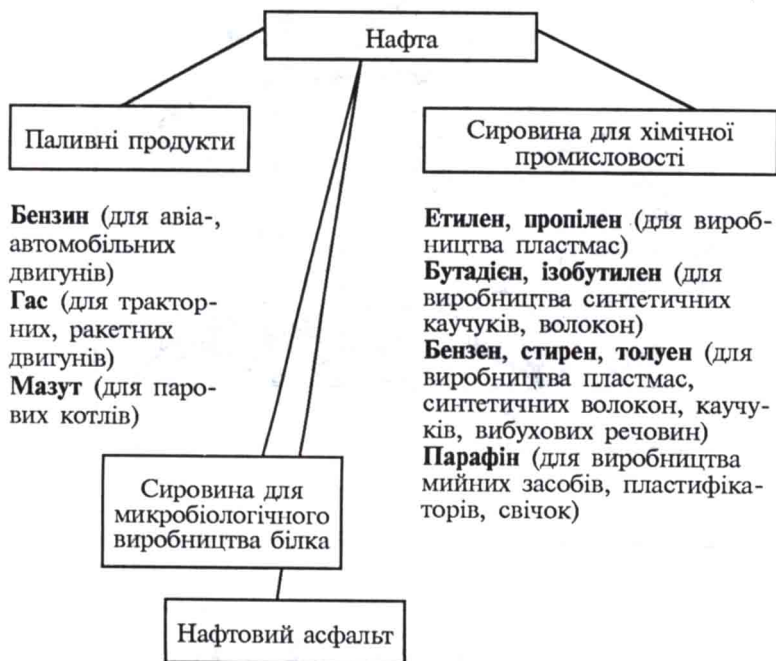 Нафта
Паливні продукти
Бензин (для авіа-,
автомобільних
двигунів)
Гас (для трактор-
них, ракетних
двигунів)
Мазут (для паро-
вих котлів)
Сировина для хімічної
промисловості
Етилен, пропілен (для вироб-
ництва пластмас)
Бутадієн, ізобутилен (для
виробництва синтетичних
каучуків, волокон)
Бензен, стирен, толуен (для
виробництва пластмас,
синтетичних волокон, каучу-
ків, вибухових речовин)
Парафін (для виробництва
мийних засобів, пластифіка-
торів, свічок)
Сировина для
микробіологічного
виробництва білка
Нафтовий асфальт